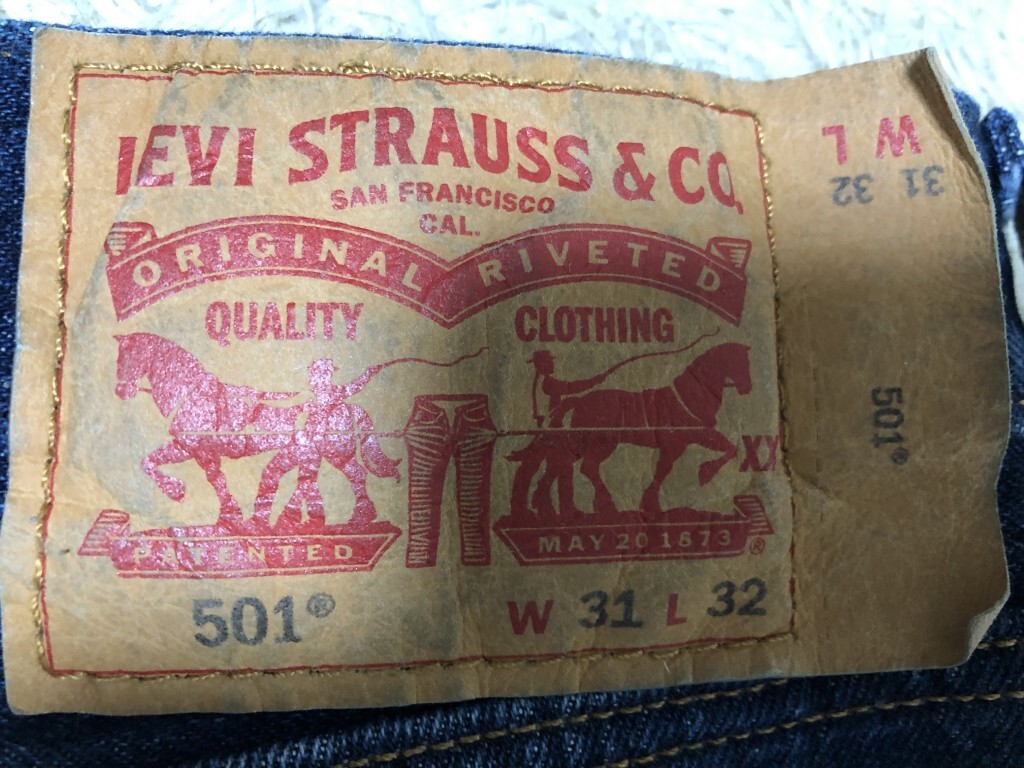 LEVI STRAUSS & CO.
SAN FRANCISCO
CAL.
ORIGINAL RIVETED
QUALITY CLOTHING
XX
PATENTED MAY 20 1873 ®
501® W 31 L 32
W L
31 32
501®